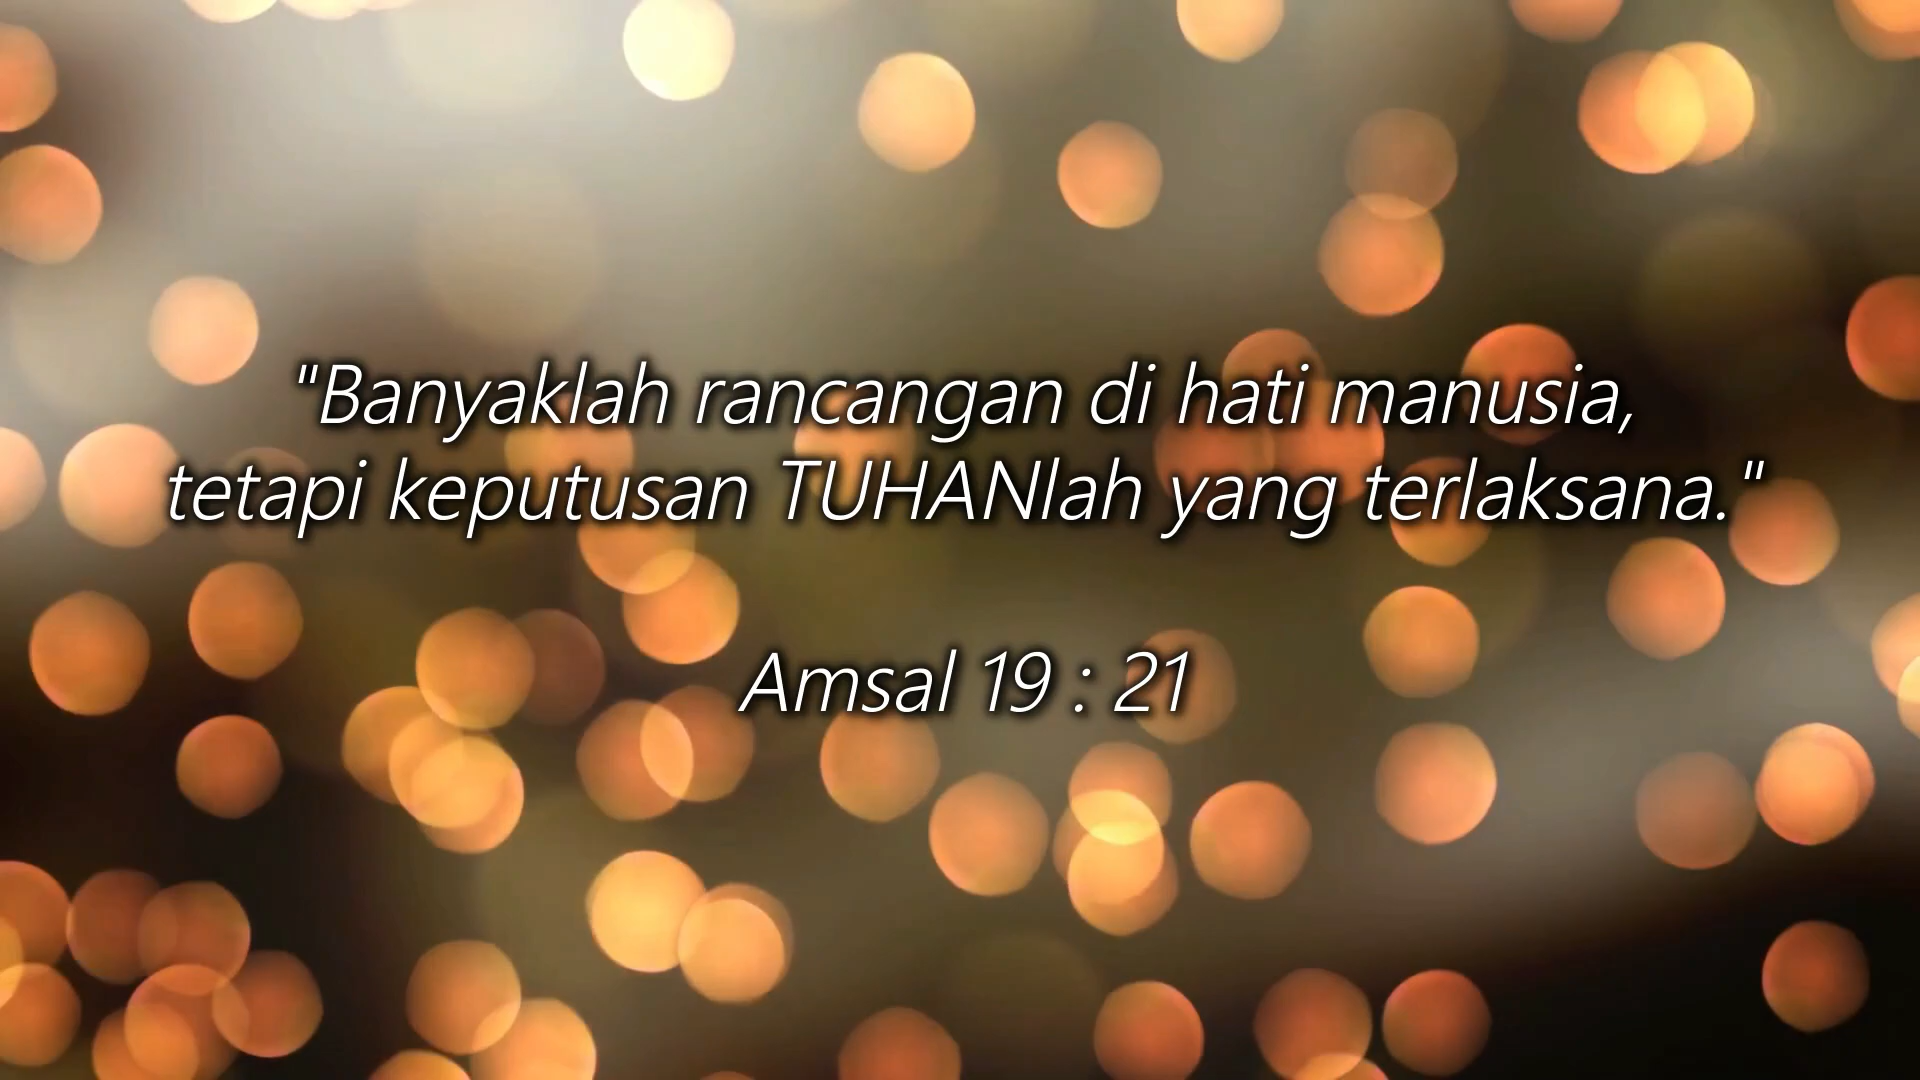 "Banyaklah rancangan di hati manusia,
tetapi keputusan TUHANlah yang terlaksana."
Amsal 19 : 21